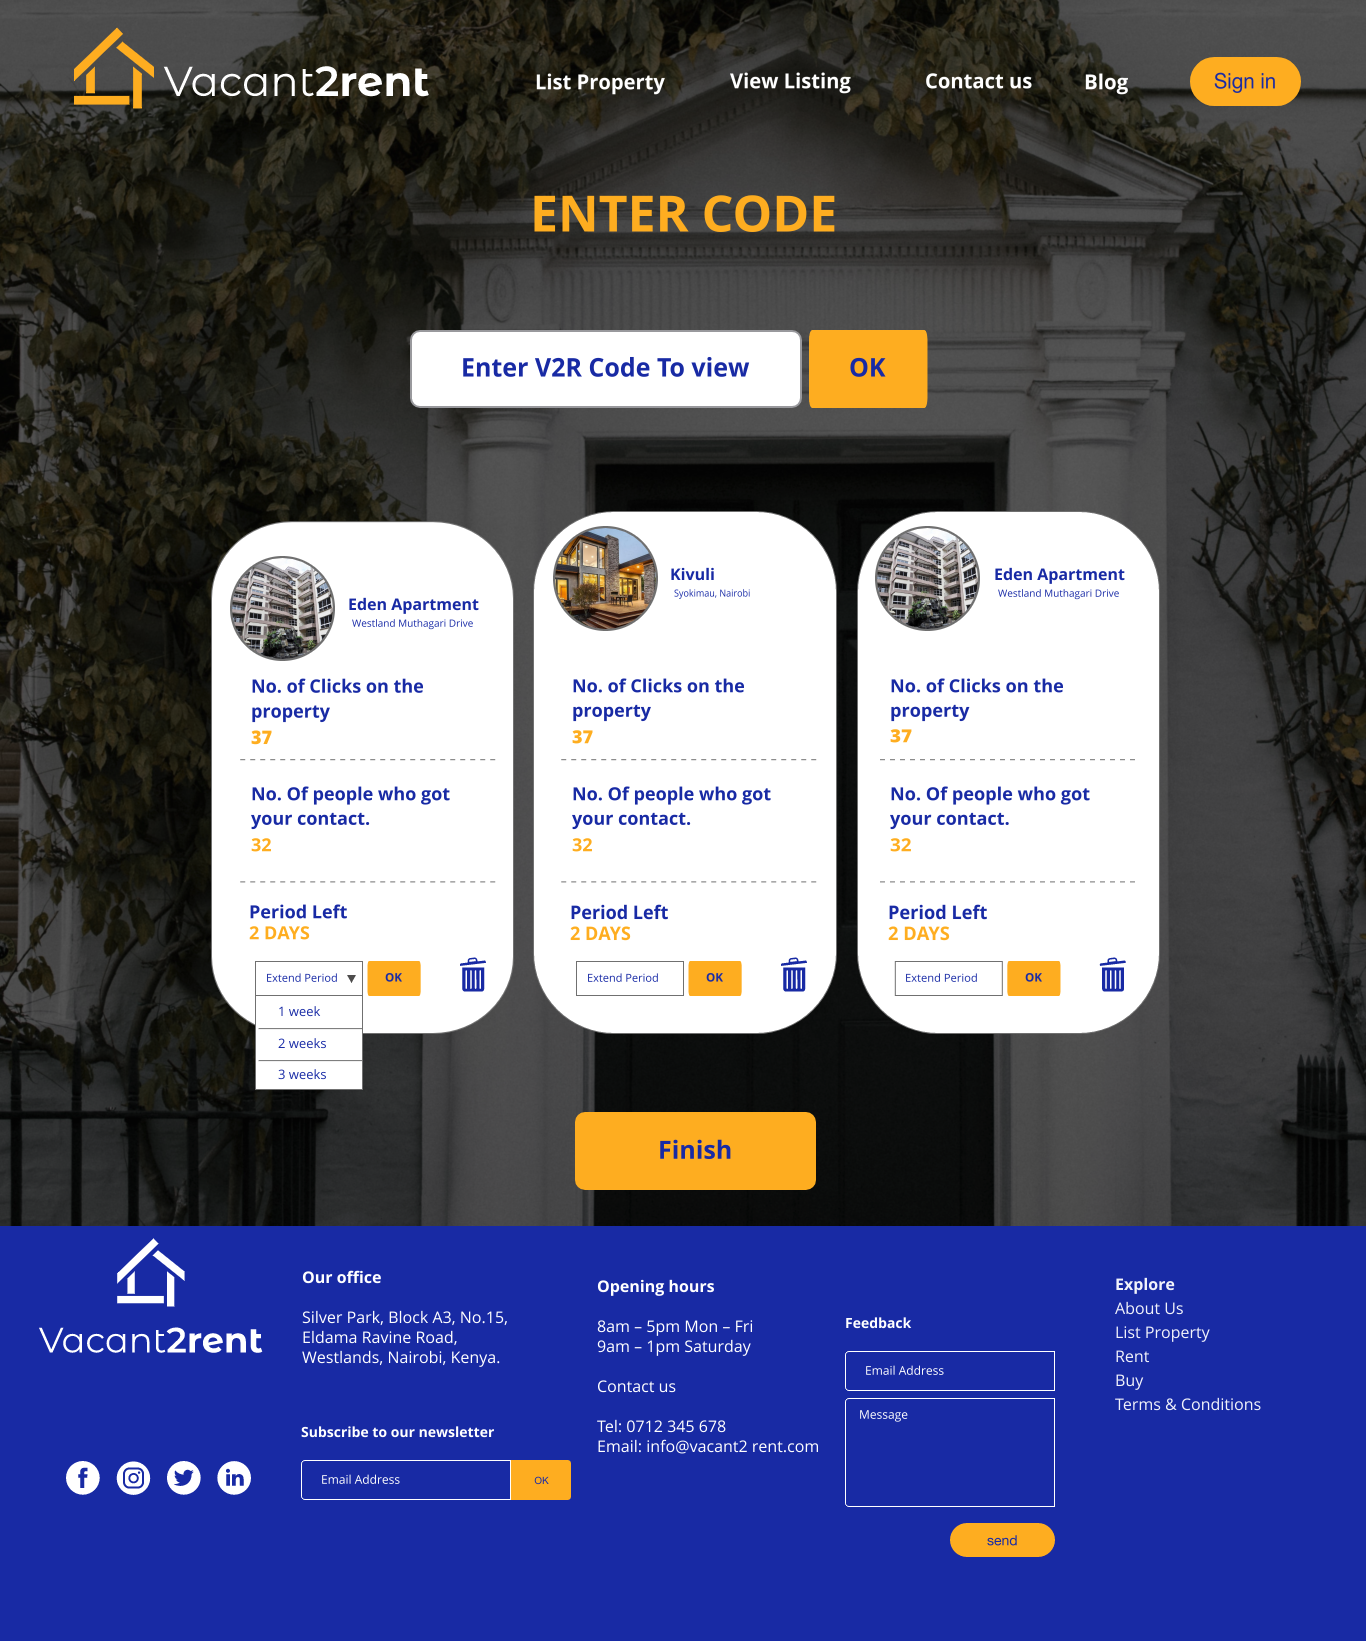 Vacant2rent
List Property
View Listing
Contact us
Blog
Sign in
ENTER CODE
Enter V2R Code To view
OK
Eden Apartment
Westland Muthagari Drive
No. of Clicks on the
property
37
No. Of people who got
your contact.
32
Period Left
2 DAYS
Extend Period
OK
1 week
2 weeks
3 weeks
Kivuli
Syokimau, Nairobi
No. of Clicks on the
property
37
No. Of people who got
your contact.
32
Period Left
2 DAYS
Extend Period
OK
Eden Apartment
Westland Muthagari Drive
No. of Clicks on the
property
37
No. Of people who got
your contact.
32
Period Left
2 DAYS
Extend Period
OK
Finish
Vacant2rent
Our office
Silver Park, Block A3, No.15,
Eldama Ravine Road,
Westlands, Nairobi, Kenya.
Subscribe to our newsletter
Email Address
OK
Opening hours
8am – 5pm Mon – Fri
9am – 1pm Saturday
Contact us
Tel: 0712 345 678
Email: info@vacant2 rent.com
Feedback
Email Address
Message
send
Explore
About Us
List Property
Rent
Buy
Terms & Conditions